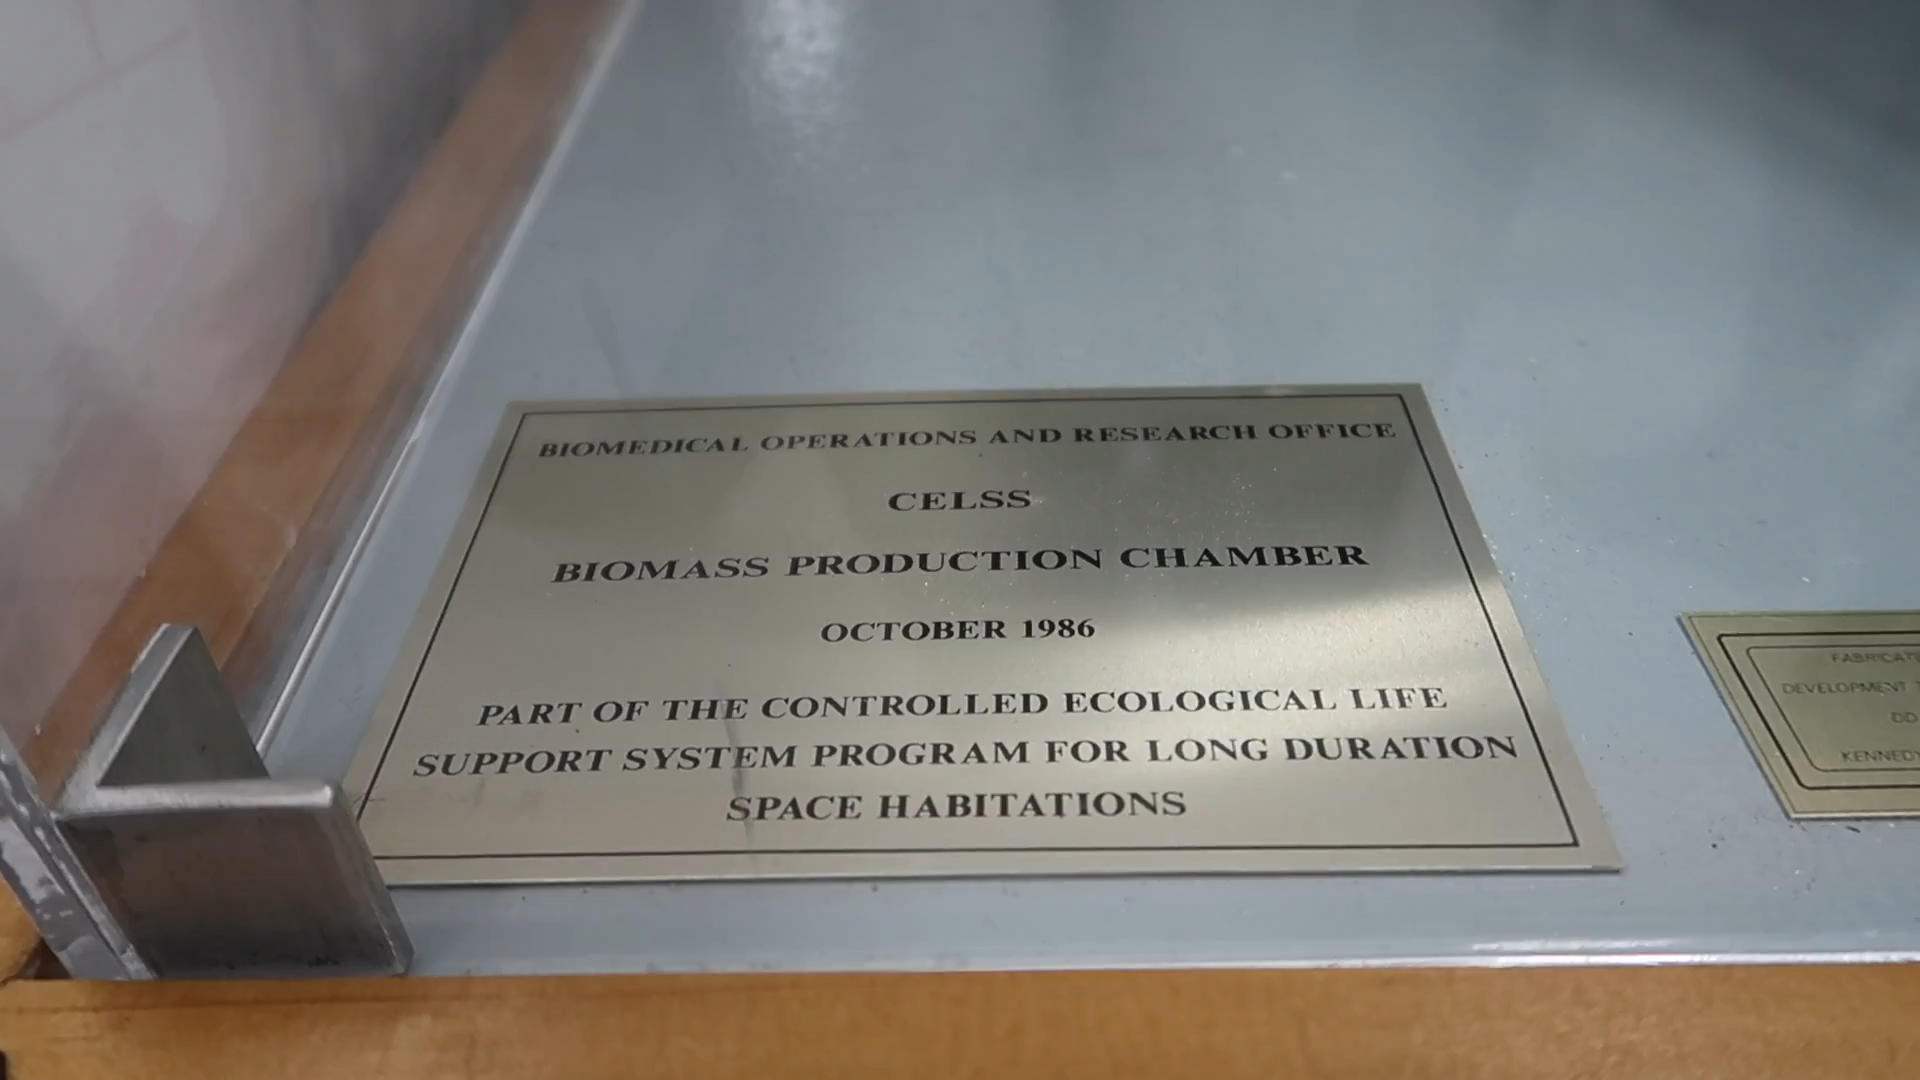 BIOMEDICAL OPERATIONS AND RESEARCH OFFICE
CELSS
BIOMASS PRODUCTION CHAMBER
OCTOBER 1986
PART OF THE CONTROLLED ECOLOGICAL LIFE
SUPPORT SYSTEM PROGRAM FOR LONG DURATION
SPACE HABITATIONS
DEVELOPMENT